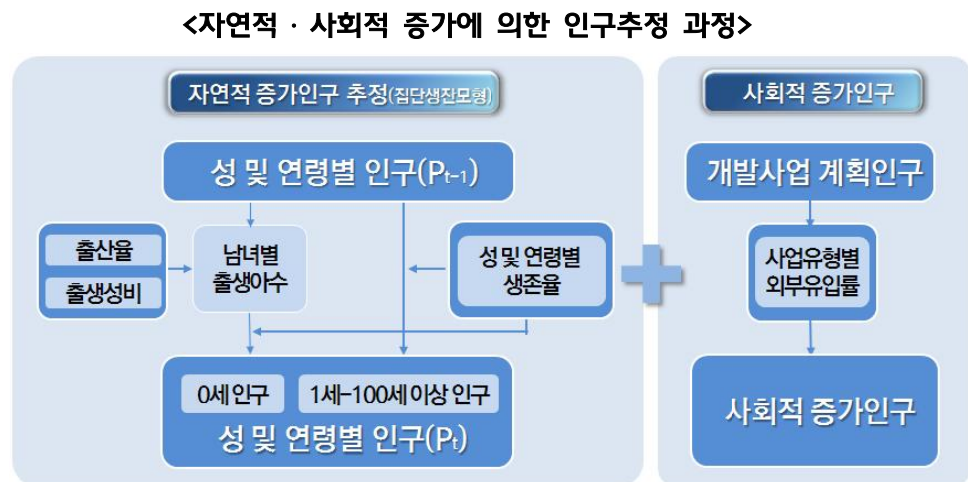 <자연적 · 사회적 증가에 의한 인구추정 과정>
자연적 증가인구 추정(집단생잔모형)
성 및 연령별 인구(Pt-1)
출산율
출생성비
남녀별
출생아수
성 및 연령별
생존율
0세 인구
1세-100세 이상 인구
성 및 연령별 인구(Pt)
사회적 증가인구
개발사업 계획인구
사업유형별
외부유입률
사회적 증가인구